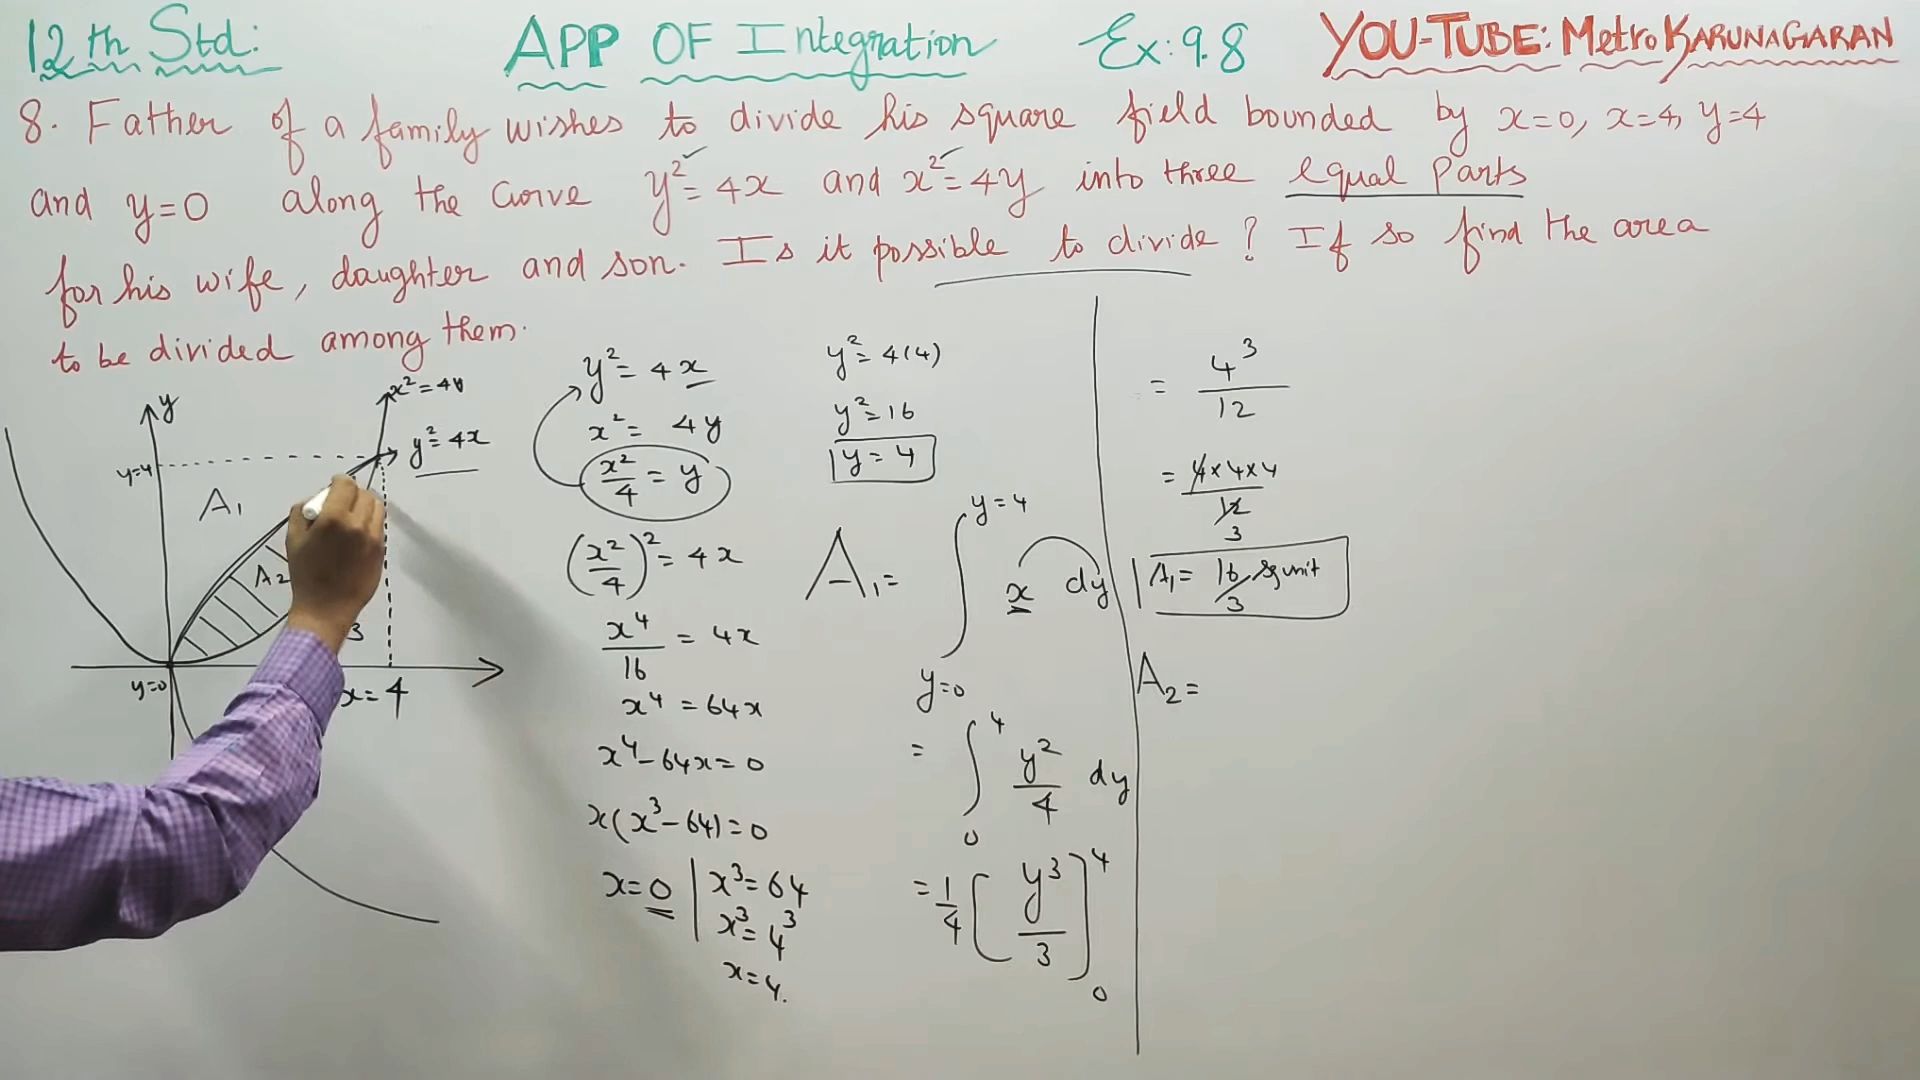 12th Std: APP OF Integration Ex: 9.8 YOU-TUBE: Metro KARUNAGARAN
8. Father of a family wishes to divide his square field bounded by x=0, x=4, y=4
and y=0 along the curve y²=4x and x²=4y into three equal parts
for his wife, daughter and son. Is it possible to divide? If so find the area
to be divided among them.
y
x²=4y
y²=4x
y=4
A₁
A₂
3
y=0
x=4
y² = 4x
x² = 4y
x²/4 = y
(x²/4)² = 4x
x⁴/16 = 4x
x⁴ = 64x
x⁴-64x=0
x(x³-64)=0
x=0 | x³=64
x³=4³
x=4.
y²=4(4)
y²=16
y=4
A₁= ∫_{y=0}^{y=4} x dy
= ∫_0^4 y²/4 dy
= 1/4 [y³/3]_0^4
= 4³/12
= 4×4×4/12
3
A₁= 16/3 sq unit
A₂=